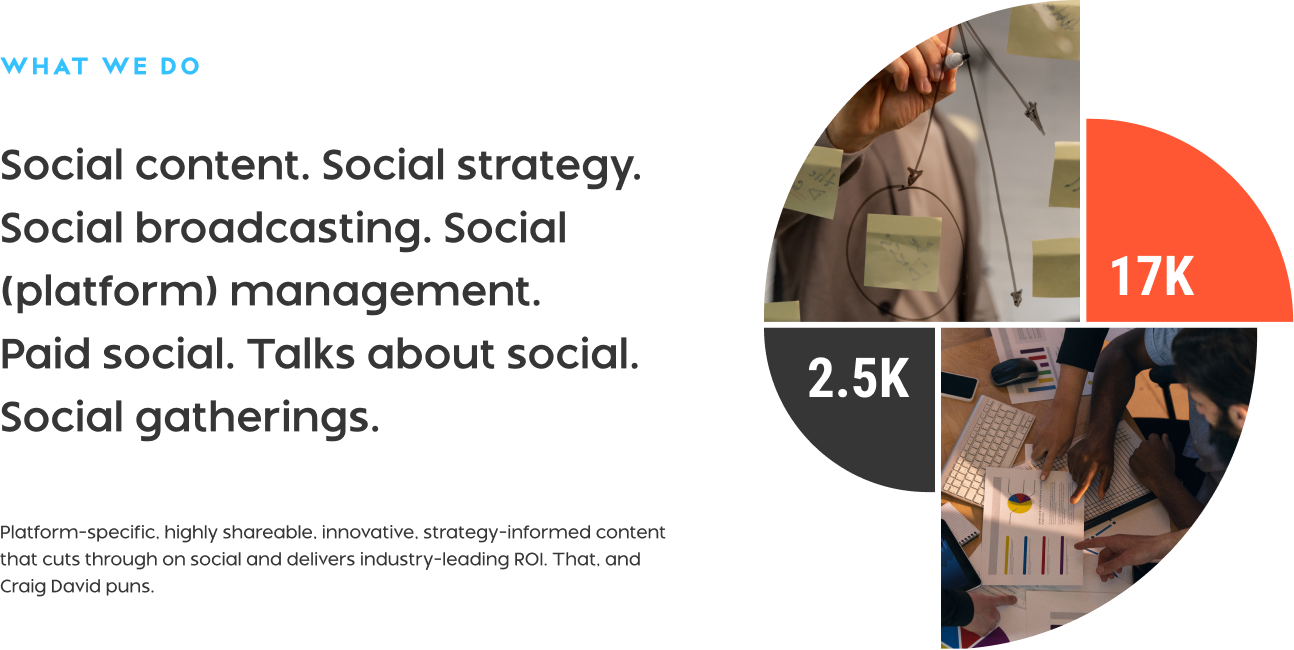 WHAT WE DO
Social content. Social strategy.
Social broadcasting. Social
(platform) management.
Paid social. Talks about social.
Social gatherings.
Platform-specific, highly shareable, innovative, strategy-informed content
that cuts through on social and delivers industry-leading ROI. That, and
Craig David puns.
17K
2.5K